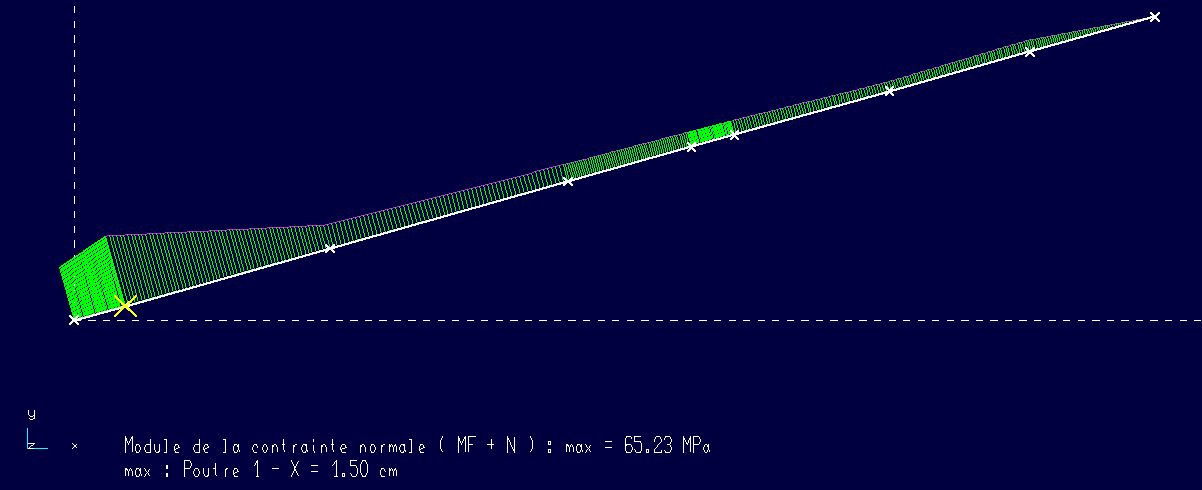 y
z x
Module de la contrainte normale ( MF + N ) : max = 65.23 MPa
max : Poutre 1 - X = 1.50 cm